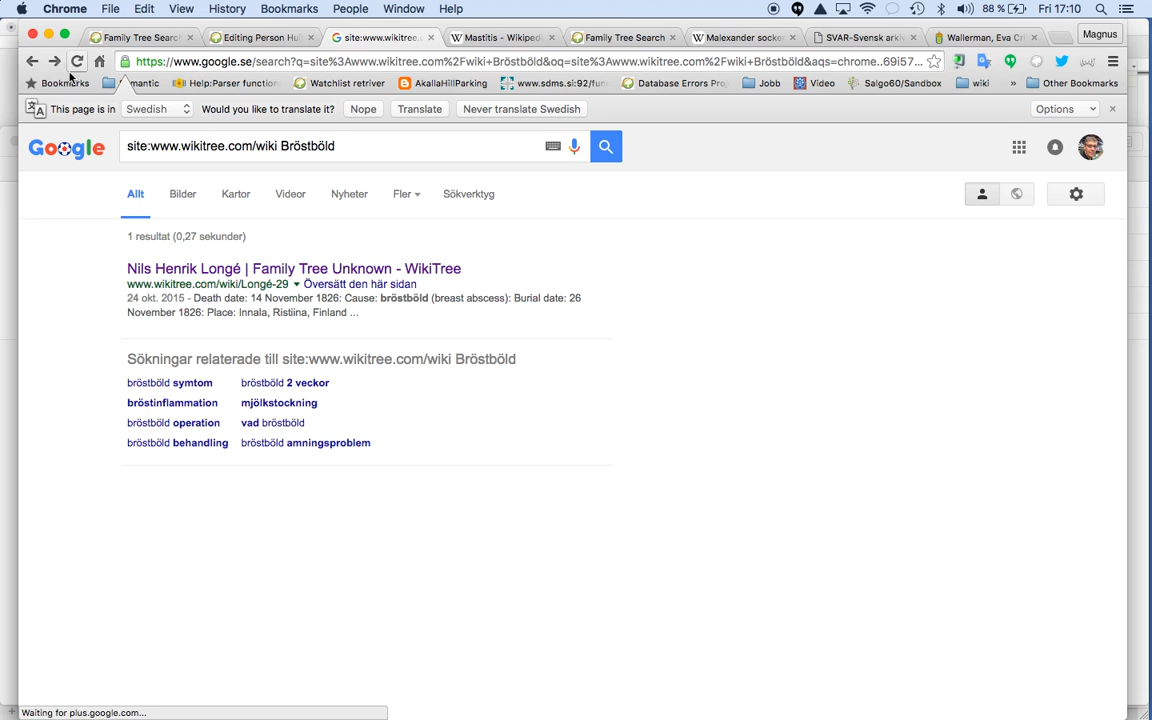 Chrome File Edit View History Bookmarks People Window Help 88 % Fri 17:10
Family Tree Searc Editing Person Hu site:www.wikitree. Mastitis - Wikiped Family Tree Search Malexander socke SVAR-Svensk arkiv Wallerman, Eva Cr Magnus
https://www.google.se/search?q=site%3Awww.wikitree.com%2Fwiki+Bröstböld&oq=site%3Awww.wikitree.com%2Fwiki+Bröstböld&aqs=chrome..69i57...
Bookmarks mantic Help:Parser function Watchlist retriver AkallaHillParking www.sdms.si:92/fun Database Errors Pro Jobb Video Salgo60/Sandbox wiki » Other Bookmarks
This page is in Swedish Would you like to translate it? Nope Translate Never translate Swedish Options
Google site:www.wikitree.com/wiki Bröstböld
Allt Bilder Kartor Videor Nyheter Fler Sökverktyg
1 resultat (0,27 sekunder)
Nils Henrik Longé | Family Tree Unknown - WikiTree
www.wikitree.com/wiki/Longé-29 Översätt den här sidan
24 okt. 2015 - Death date: 14 November 1826: Cause: bröstböld (breast abscess): Burial date: 26
November 1826: Place: Innala, Ristiina, Finland ...
Sökningar relaterade till site:www.wikitree.com/wiki Bröstböld
bröstböld symtom bröstböld 2 veckor
bröstinflammation mjölkstockning
bröstböld operation vad bröstböld
bröstböld behandling bröstböld amningsproblem
Waiting for plus.google.com...